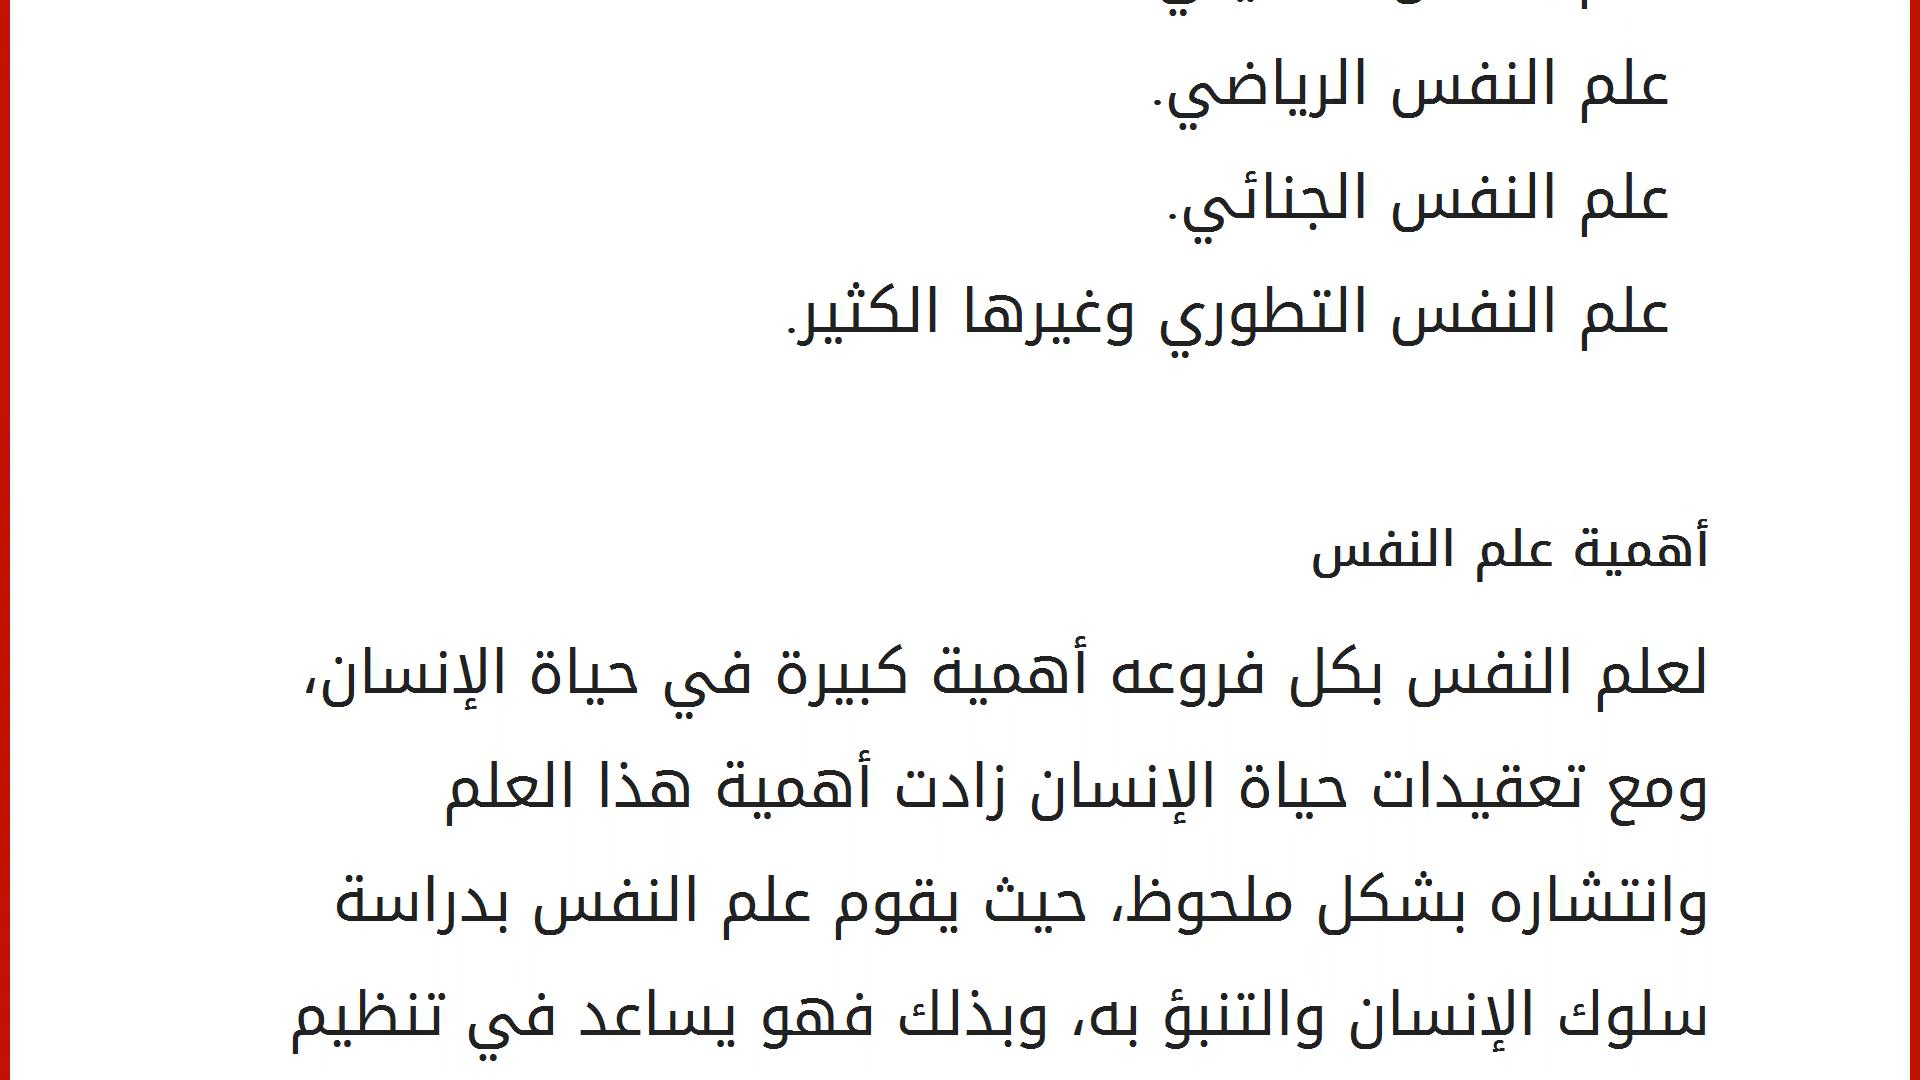 علم النفس الرياضي.
علم النفس الجنائي.
علم النفس التطوري وغيرها الكثير.
أهمية علم النفس
لعلم النفس بكل فروعه أهمية كبيرة في حياة الإنسان،
ومع تعقيدات حياة الإنسان زادت أهمية هذا العلم
وانتشاره بشكل ملحوظ، حيث يقوم علم النفس بدراسة
سلوك الإنسان والتنبؤ به، وبذلك فهو يساعد في تنظيم